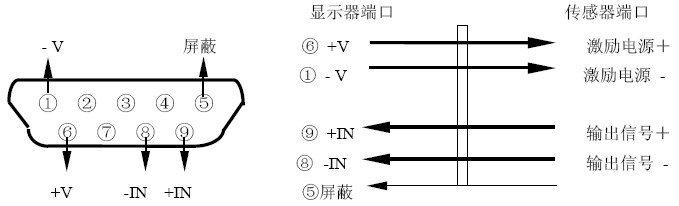 - V 屏蔽
① ② ③ ④ ⑤
⑥ ⑦ ⑧ ⑨
+V -IN +IN
显示器端口 传感器端口
⑥ +V 激励电源+
① - V 激励电源 -
⑨ +IN 输出信号+
⑧ -IN 输出信号 -
⑤屏蔽